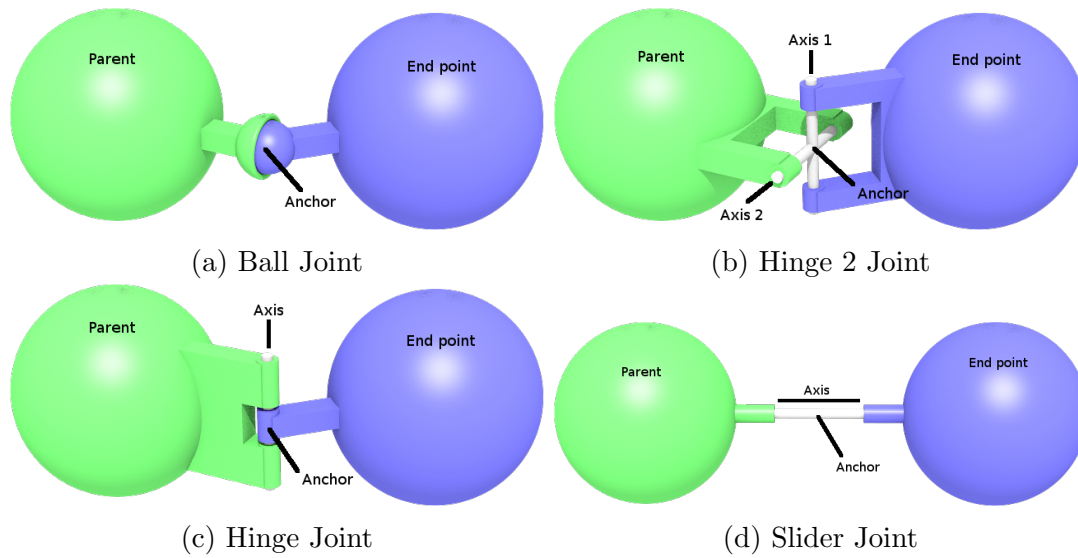 Parent
End point
Anchor
(a) Ball Joint
Axis 1
Parent
End point
Axis 2
Anchor
(b) Hinge 2 Joint
Axis
Parent
End point
Anchor
(c) Hinge Joint
Parent
End point
Axis
Anchor
(d) Slider Joint